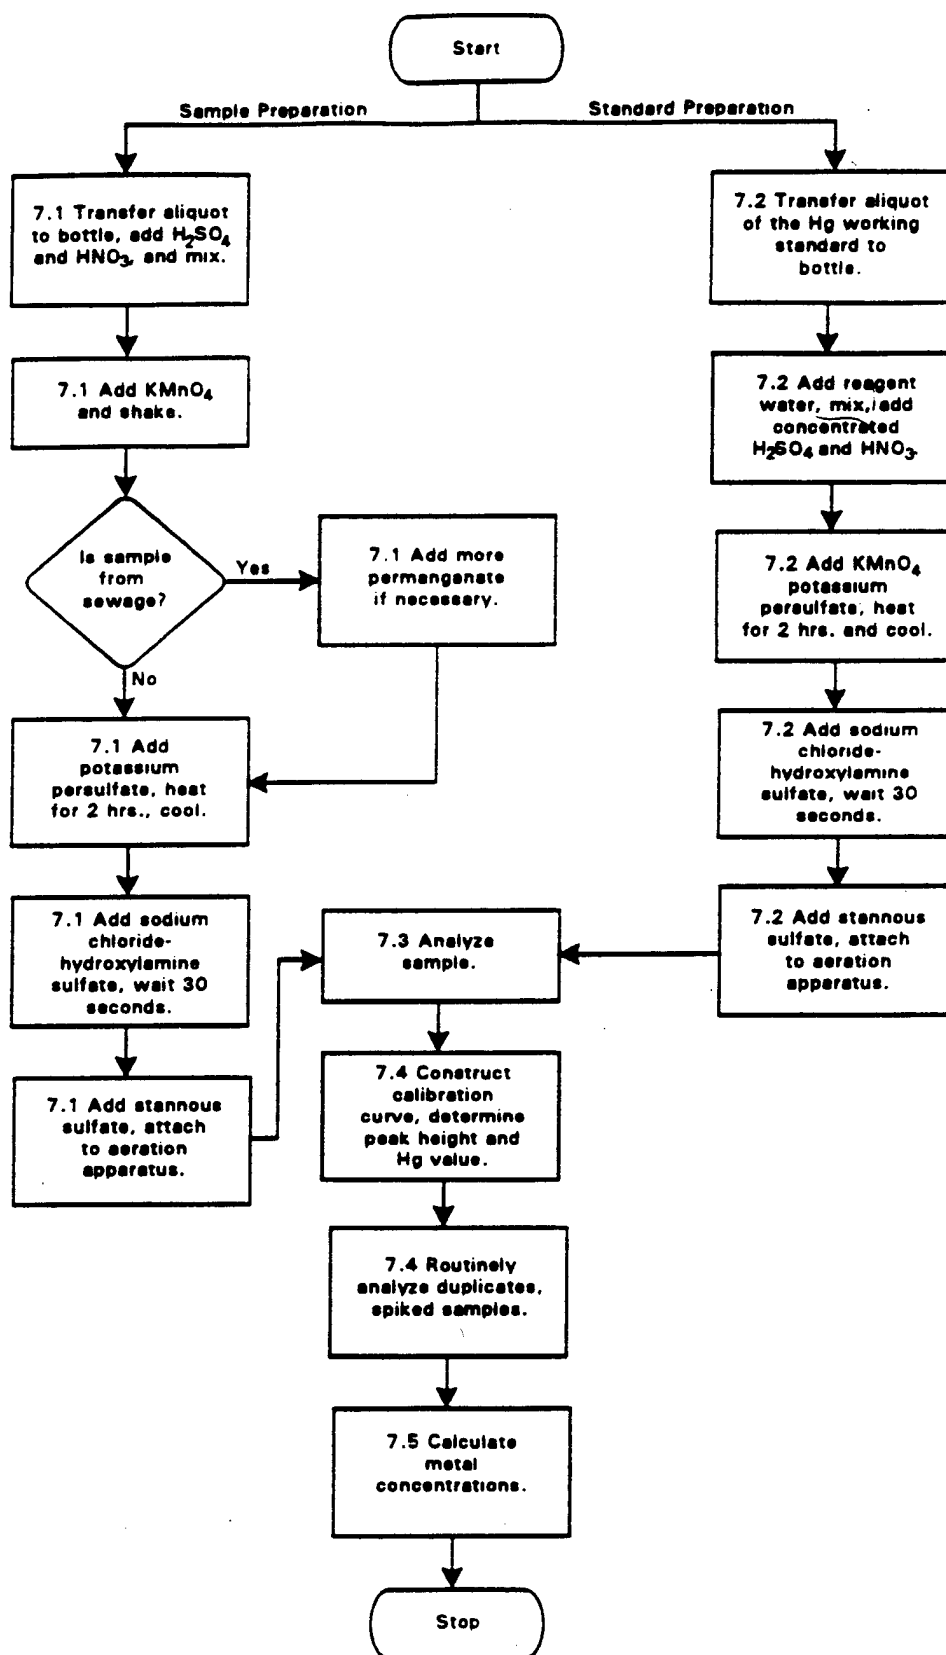 Start
Sample Preparation
Standard Preparation
7.1 Transfer aliquot
to bottle, add H₂SO₄
and HNO₃, and mix.
7.1 Add KMnO₄
and shake.
Is sample
from
sewage?
Yes
No
7.1 Add more
permanganate
if necessary.
7.1 Add
potassium
persulfate, heat
for 2 hrs., cool.
7.1 Add sodium
chloride-
hydroxylamine
sulfate, wait 30
seconds.
7.1 Add stannous
sulfate, attach
to aeration
apparatus.
7.2 Transfer aliquot
of the Hg working
standard to
bottle.
7.2 Add reagent
water, mix, add
concentrated
H₂SO₄ and HNO₃.
7.2 Add KMnO₄
potassium
persulfate, heat
for 2 hrs. and cool.
7.2 Add sodium
chloride-
hydroxylamine
sulfate, wait 30
seconds.
7.2 Add stannous
sulfate, attach
to aeration
apparatus.
7.3 Analyze
sample.
7.4 Construct
calibration
curve, determine
peak height and
Hg value.
7.4 Routinely
analyze duplicates,
spiked samples.
7.5 Calculate
metal
concentrations.
Stop